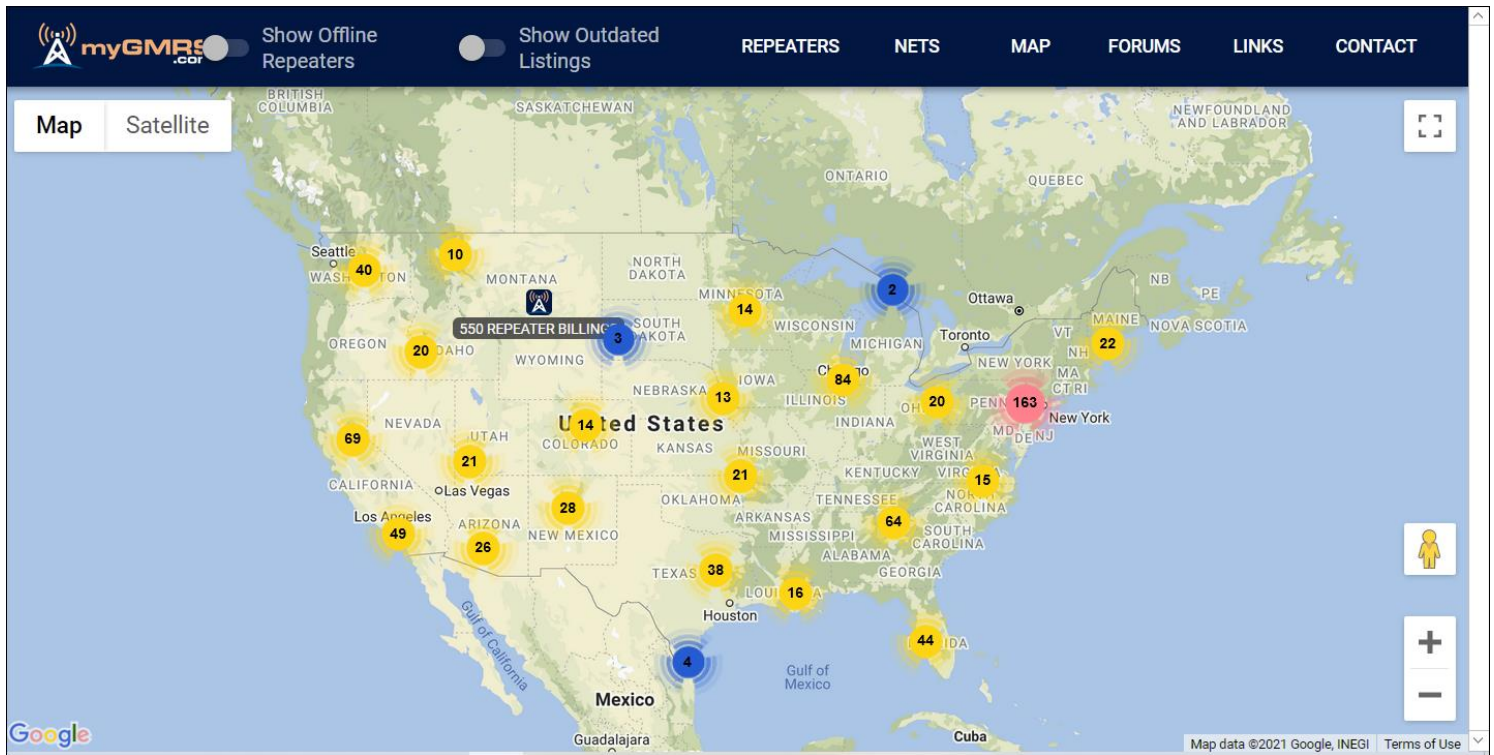 myGMRS
.com
Show Offline
Repeaters
Show Outdated
Listings
REPEATERS
NETS
MAP
FORUMS
LINKS
CONTACT
Map
Satellite
BRITISH
COLUMBIA
SASKATCHEWAN
NEWFOUNDLAND
AND LABRADOR
ONTARIO
QUEBEC
Seattle
WASHINGTON
40
10
MONTANA
NORTH
DAKOTA
MINNESOTA
14
2
Ottawa
NB
PE
550 REPEATER BILLINGS
3
SOUTH
DAKOTA
WISCONSIN
MICHIGAN
Toronto
VT
MAINE
NOVA SCOTIA
OREGON
20
IDAHO
WYOMING
NH
22
NEW YORK
MA
CT RI
NEBRASKA
13
IOWA
Chicago
84
ILLINOIS
OHIO
20
PENN
163
New York
NEVADA
69
UTAH
United States
14
COLORADO
KANSAS
MISSOURI
INDIANA
WEST
VIRGINIA
MD
DE
NJ
21
CALIFORNIA
Las Vegas
21
KENTUCKY
VIRGINIA
15
OKLAHOMA
TENNESSEE
NORTH
CAROLINA
Los Angeles
49
ARIZONA
26
28
NEW MEXICO
ARKANSAS
MISSISSIPPI
64
SOUTH
CAROLINA
ALABAMA
GEORGIA
TEXAS
38
LOUISIANA
16
Houston
Gulf of California
4
44
FLORIDA
Gulf of
Mexico
Mexico
Guadalajara
Cuba
Google
Map data ©2021 Google, INEGI
Terms of Use